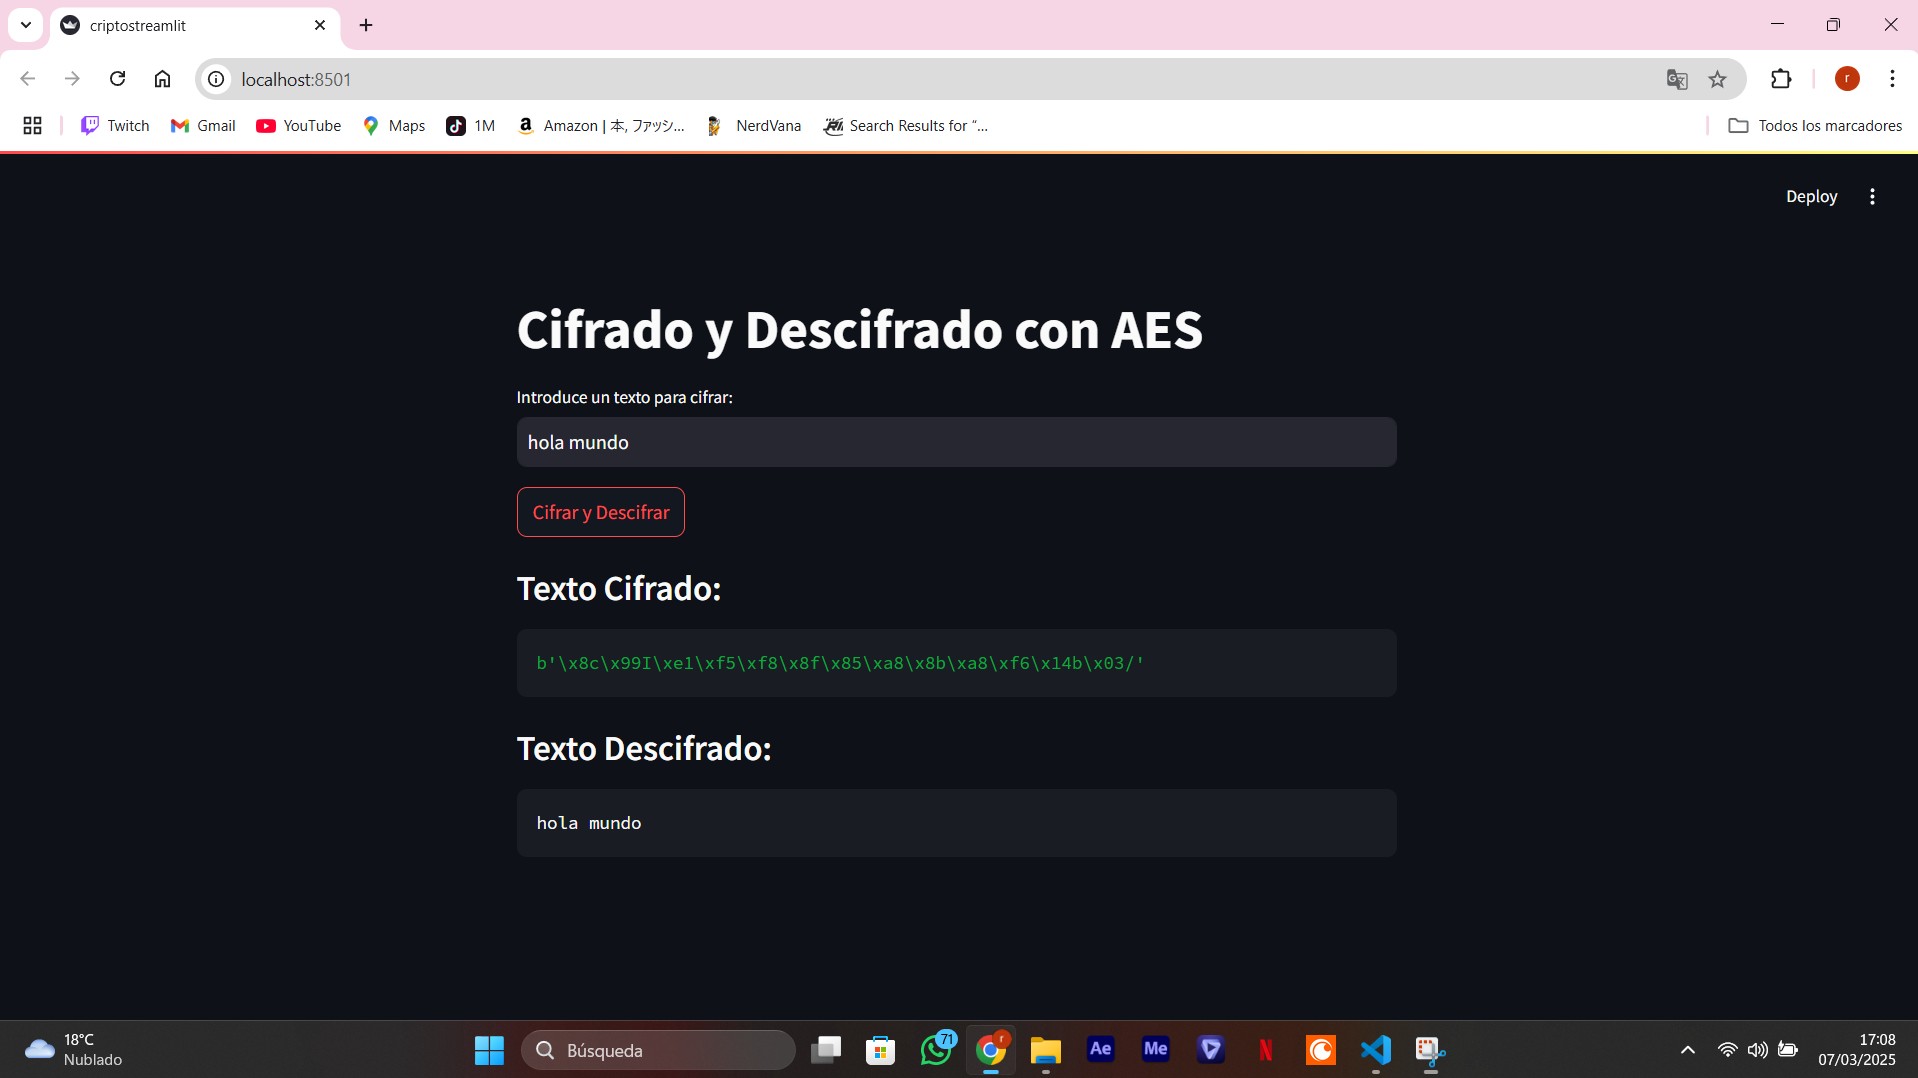 criptostreamlit
localhost:8501
r
Twitch
Gmail
YouTube
Maps
1M
Amazon | 本, ファッシ...
NerdVana
Search Results for “...
Todos los marcadores
Deploy
Cifrado y Descifrado con AES
Introduce un texto para cifrar:
hola mundo
Cifrar y Descifrar
Texto Cifrado:
b'\x8c\x99I\xe1\xf5\xf8\x8f\x85\xa8\x8b\xa8\xf6\x14b\x03/'
Texto Descifrado:
hola mundo
18°C
Nublado
Búsqueda
71
r
Ae
Me
17:08
07/03/2025